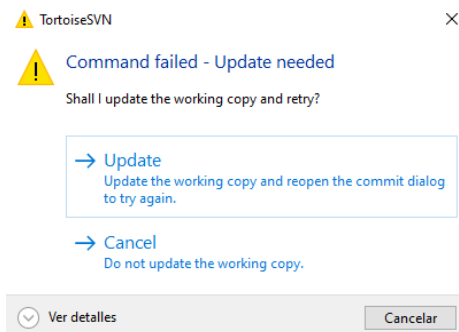 TortoiseSVN
Command failed - Update needed
Shall I update the working copy and retry?
Update
Update the working copy and reopen the commit dialog
to try again.
Cancel
Do not update the working copy.
Ver detalles
Cancelar